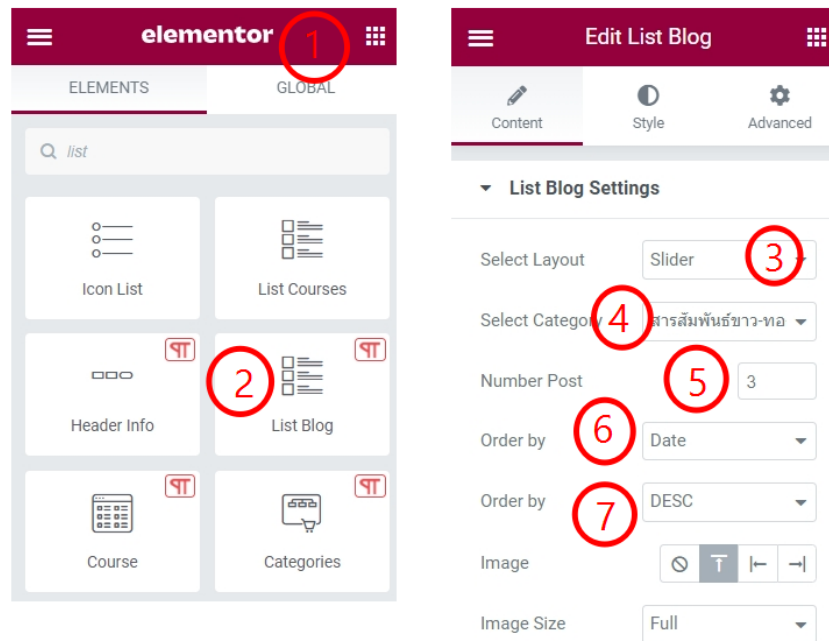 elementor
1
ELEMENTS
GLOBAL
list
Icon List
List Courses
Header Info
2
List Blog
Course
Categories
Edit List Blog
Content
Style
Advanced
List Blog Settings
Select Layout
Slider
3
Select Category
4
สารสัมพันธ์ขาว-ทอ
Number Post
5
3
Order by
6
Date
Order by
7
DESC
Image
Image Size
Full